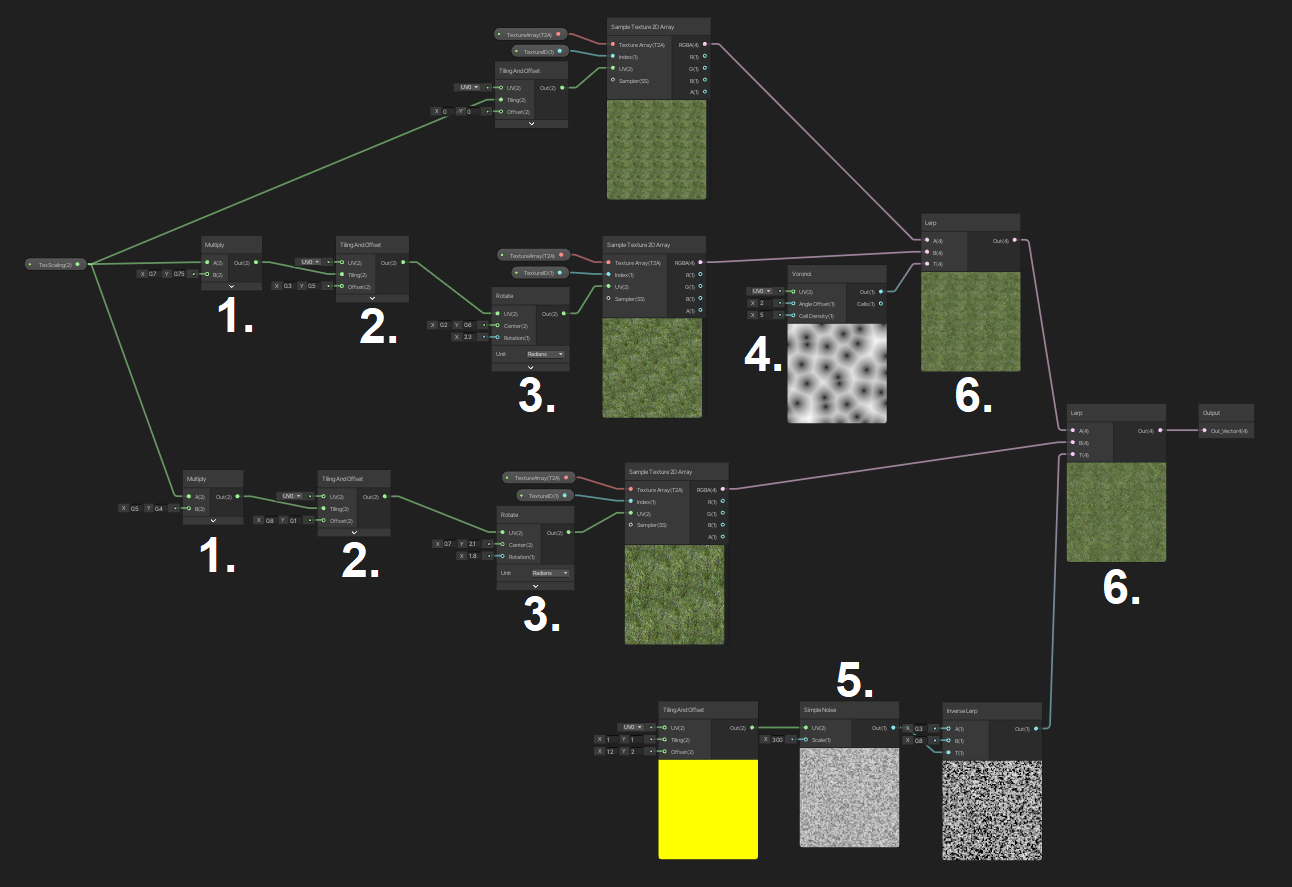 TextureArray(T2A)
TextureID(1)
Tiling And Offset
UV0
UV(2)
Out(2)
Tiling(2)
X 0 Y 0
Offset(2)
Sample Texture 2D Array
Texture Array(T2A)
RGBA(4)
Index(1)
R(1)
UV(2)
G(1)
Sampler(SS)
B(1)
A(1)
TexScaling(2)
Multiply
A(2)
Out(2)
X 0.7 Y 0.75
B(2)
1.
Tiling And Offset
UV0
UV(2)
Out(2)
Tiling(2)
X 0.3 Y 0.5
Offset(2)
2.
TextureArray(T2A)
TextureID(1)
Rotate
UV(2)
Out(2)
X 0.2 Y 0.6
Center(2)
X 2.3
Rotation(1)
Unit
Radians
3.
Sample Texture 2D Array
Texture Array(T2A)
RGBA(4)
Index(1)
R(1)
UV(2)
G(1)
Sampler(SS)
B(1)
A(1)
Voronoi
UV0
UV(2)
Out(1)
X 2
Angle Offset(1)
Cells(1)
X 5
Cell Density(1)
4.
Lerp
A(4)
Out(4)
B(4)
T(4)
6.
Multiply
A(2)
Out(2)
X 0.5 Y 0.4
B(2)
1.
Tiling And Offset
UV0
UV(2)
Out(2)
Tiling(2)
X 0.8 Y 0.1
Offset(2)
2.
TextureArray(T2A)
TextureID(1)
Rotate
UV(2)
Out(2)
X 0.7 Y 2.1
Center(2)
X 1.8
Rotation(1)
Unit
Radians
3.
Sample Texture 2D Array
Texture Array(T2A)
RGBA(4)
Index(1)
R(1)
UV(2)
G(1)
Sampler(SS)
B(1)
A(1)
Lerp
A(4)
Out(4)
B(4)
T(4)
6.
Output
Out_Vector4(4)
Tiling And Offset
UV0
UV(2)
Out(2)
X 1 Y 1
Tiling(2)
X 12 Y 2
Offset(2)
5.
Simple Noise
UV(2)
Out(1)
X 300
Scale(1)
Inverse Lerp
X 0.3
A(1)
Out(1)
X 0.8
B(1)
T(1)